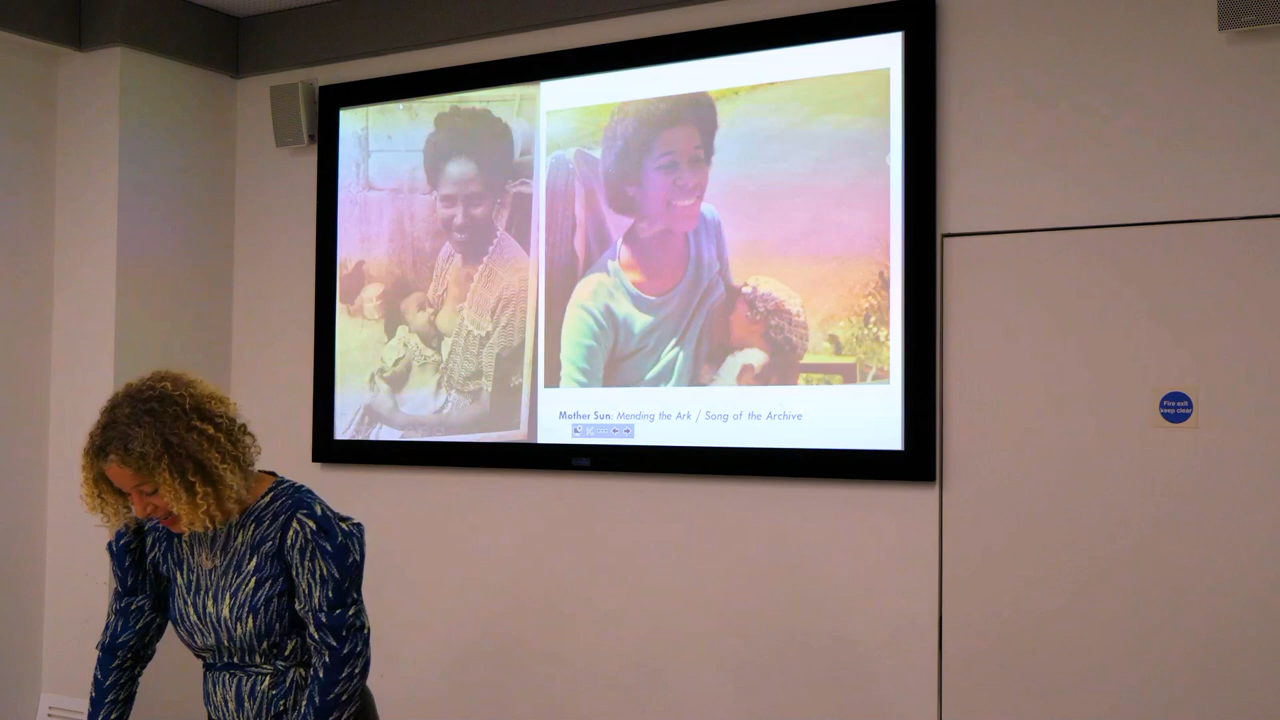 Mother Sun: Mending the Ark / Song of the Archive
Fire exit
keep clear